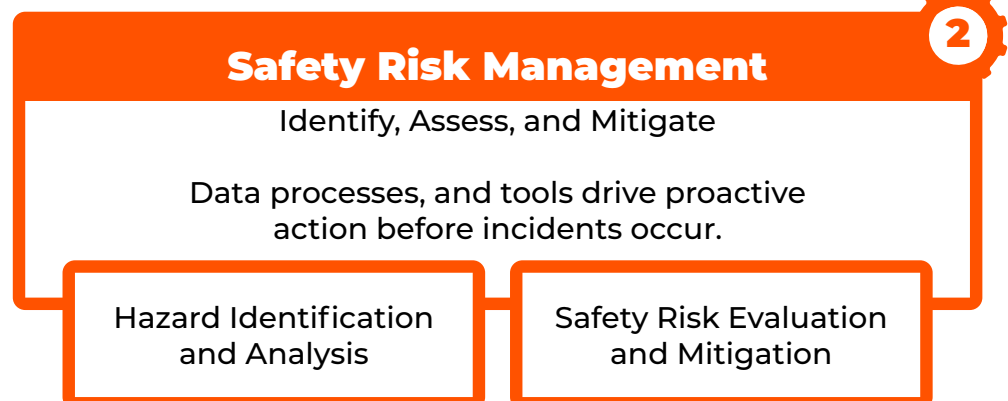 2
Safety Risk Management
Identify, Assess, and Mitigate
Data processes, and tools drive proactive
action before incidents occur.
Hazard Identification
and Analysis
Safety Risk Evaluation
and Mitigation